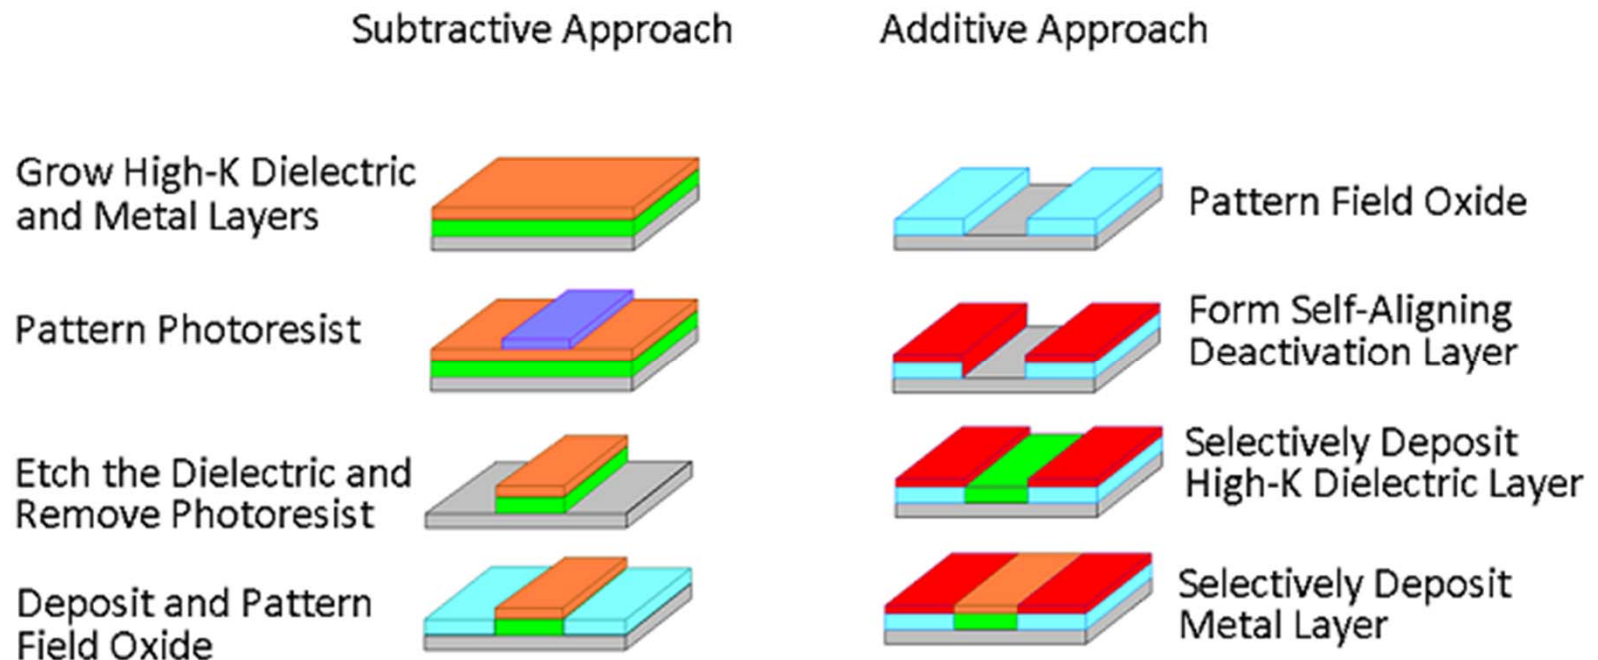 Subtractive Approach
Additive Approach
Grow High-K Dielectric
and Metal Layers
Pattern Photoresist
Etch the Dielectric and
Remove Photoresist
Deposit and Pattern
Field Oxide
Pattern Field Oxide
Form Self-Aligning
Deactivation Layer
Selectively Deposit
High-K Dielectric Layer
Selectively Deposit
Metal Layer